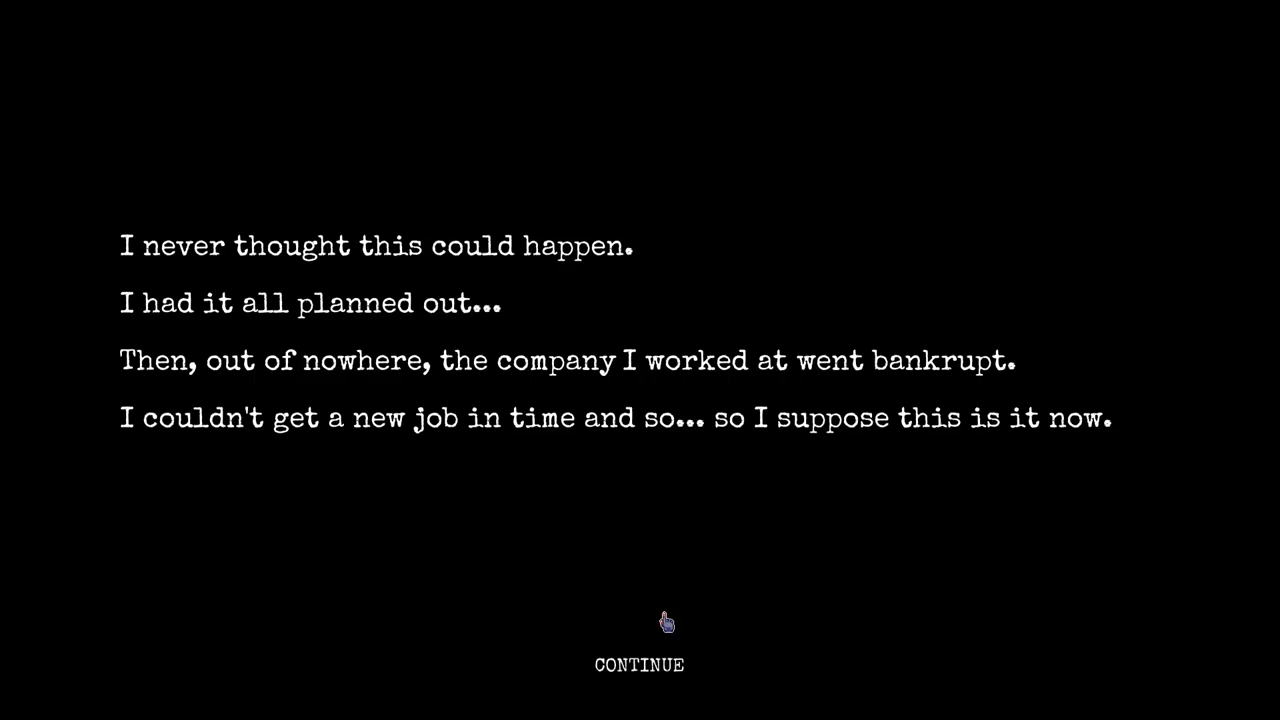 I never thought this could happen.
I had it all planned out...
Then, out of nowhere, the company I worked at went bankrupt.
I couldn't get a new job in time and so... so I suppose this is it now.
CONTINUE